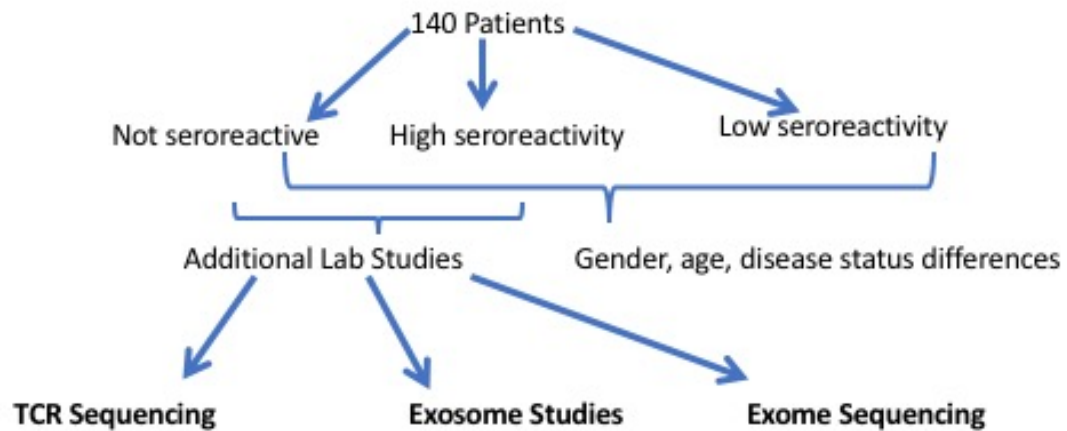 140 Patients
Not seroreactive
High seroreactivity
Low seroreactivity
Additional Lab Studies
Gender, age, disease status differences
TCR Sequencing
Exosome Studies
Exome Sequencing